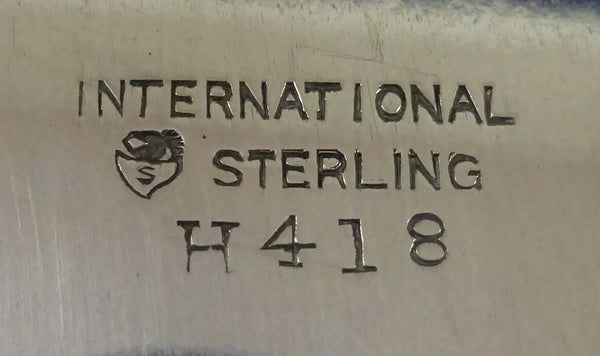 INTERNATIONAL
S STERLING
H418